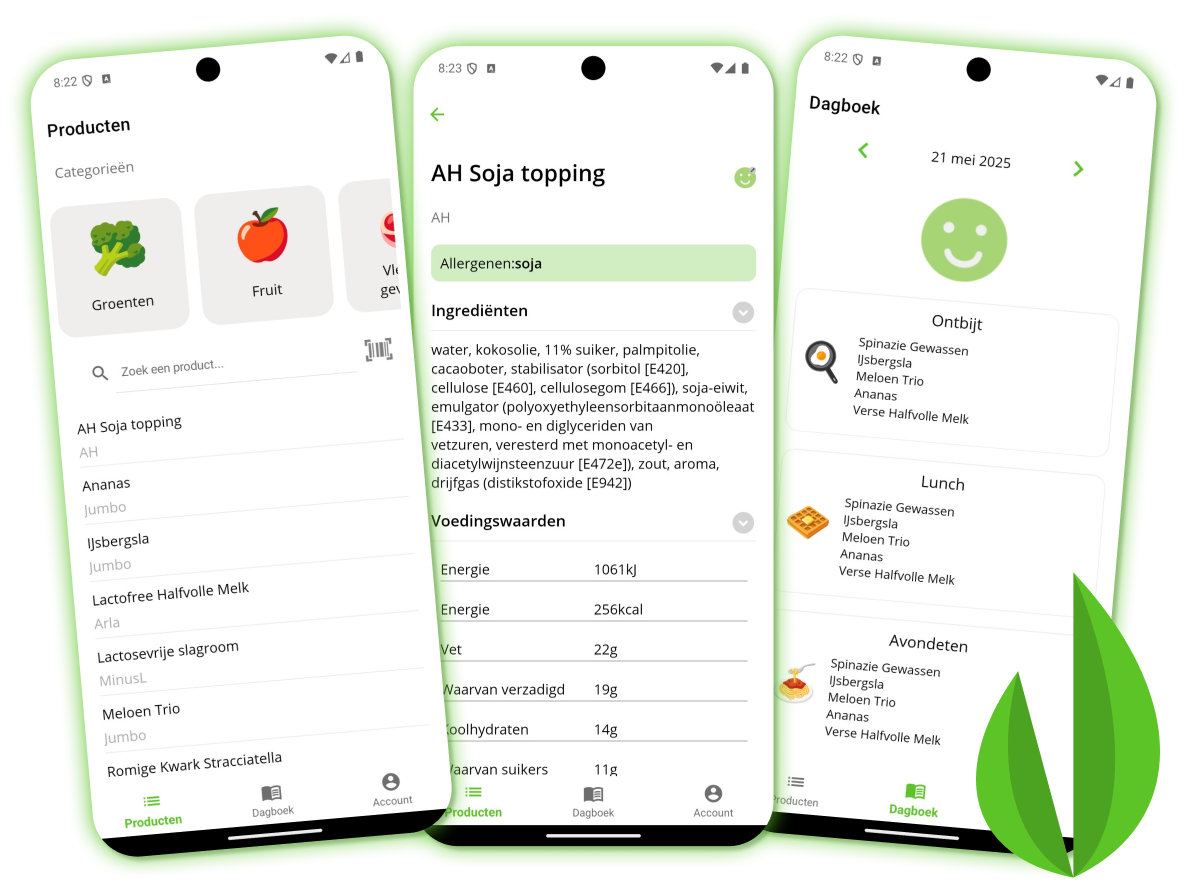 8:22
Producten
Categorieën
Groenten
Fruit
Vle
gev
Zoek een product...
AH Soja topping
AH
Ananas
Jumbo
IJsbergsla
Jumbo
Lactofree Halfvolle Melk
Arla
Lactosevrije slagroom
MinusL
Meloen Trio
Jumbo
Romige Kwark Stracciatella
Producten
Dagboek
Account
8:23
AH Soja topping
AH
Allergenen:soja
Ingrediënten
water, kokosolie, 11% suiker, palmpitolie,
cacaoboter, stabilisator (sorbitol [E420],
cellulose [E460], cellulosegom [E466]), soja-eiwit,
emulgator (polyoxyethyleensorbitaanmonoöleaat
[E433], mono- en diglyceriden van
vetzuren, veresterd met monoacetyl- en
diacetylwijnsteenzuur [E472e]), zout, aroma,
drijfgas (distikstofoxide [E942])
Voedingswaarden
Energie 1061kJ
Energie 256kcal
Vet 22g
Waarvan verzadigd 19g
Koolhydraten 14g
Waarvan suikers 11g
Producten
Dagboek
Account
8:22
Dagboek
21 mei 2025
Ontbijt
Spinazie Gewassen
IJsbergsla
Meloen Trio
Ananas
Verse Halfvolle Melk
Lunch
Spinazie Gewassen
IJsbergsla
Meloen Trio
Ananas
Verse Halfvolle Melk
Avondeten
Spinazie Gewassen
IJsbergsla
Meloen Trio
Ananas
Verse Halfvolle Melk
Producten
Dagboek